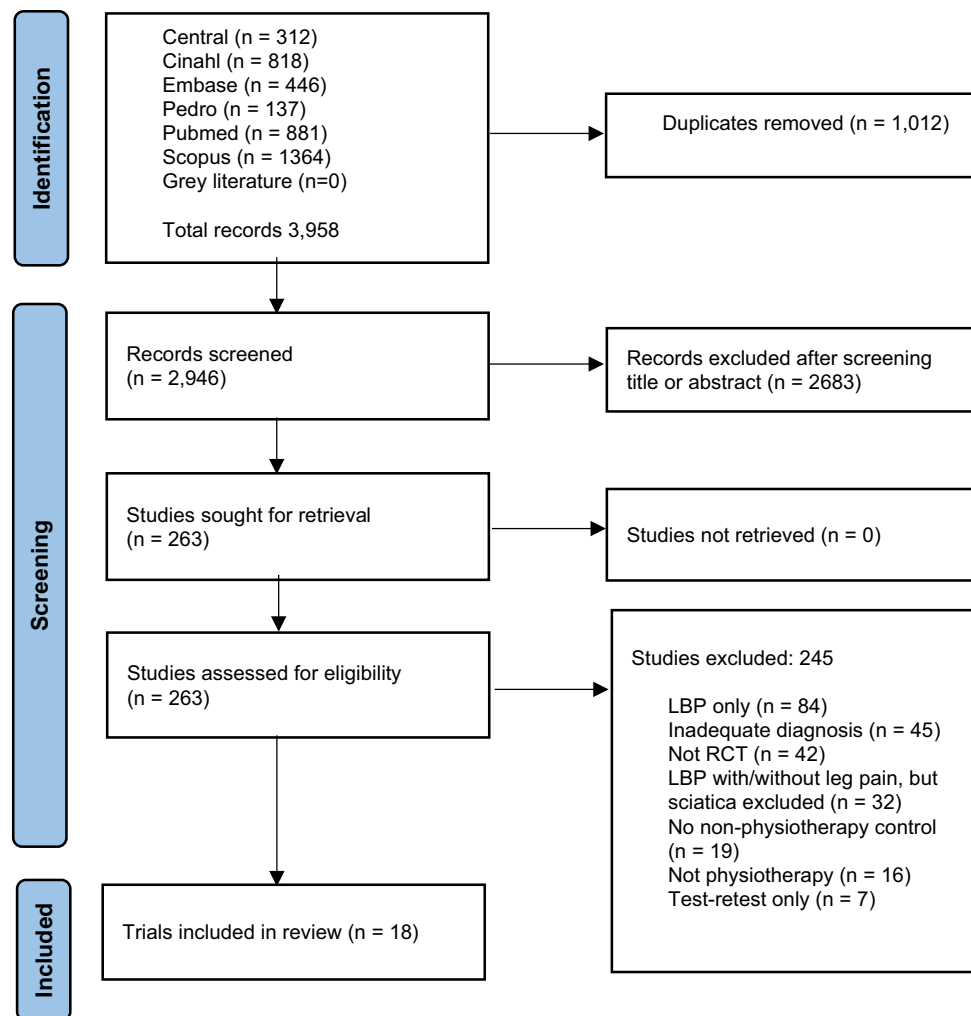 Identification
Central (n = 312)
Cinahl (n = 818)
Embase (n = 446)
Pedro (n = 137)
Pubmed (n = 881)
Scopus (n = 1364)
Grey literature (n=0)
Total records 3,958
Duplicates removed (n = 1,012)
Screening
Records screened
(n = 2,946)
Records excluded after screening
title or abstract (n = 2683)
Studies sought for retrieval
(n = 263)
Studies not retrieved (n = 0)
Studies assessed for eligibility
(n = 263)
Studies excluded: 245
LBP only (n = 84)
Inadequate diagnosis (n = 45)
Not RCT (n = 42)
LBP with/without leg pain, but
sciatica excluded (n = 32)
No non-physiotherapy control
(n = 19)
Not physiotherapy (n = 16)
Test-retest only (n = 7)
Included
Trials included in review (n = 18)